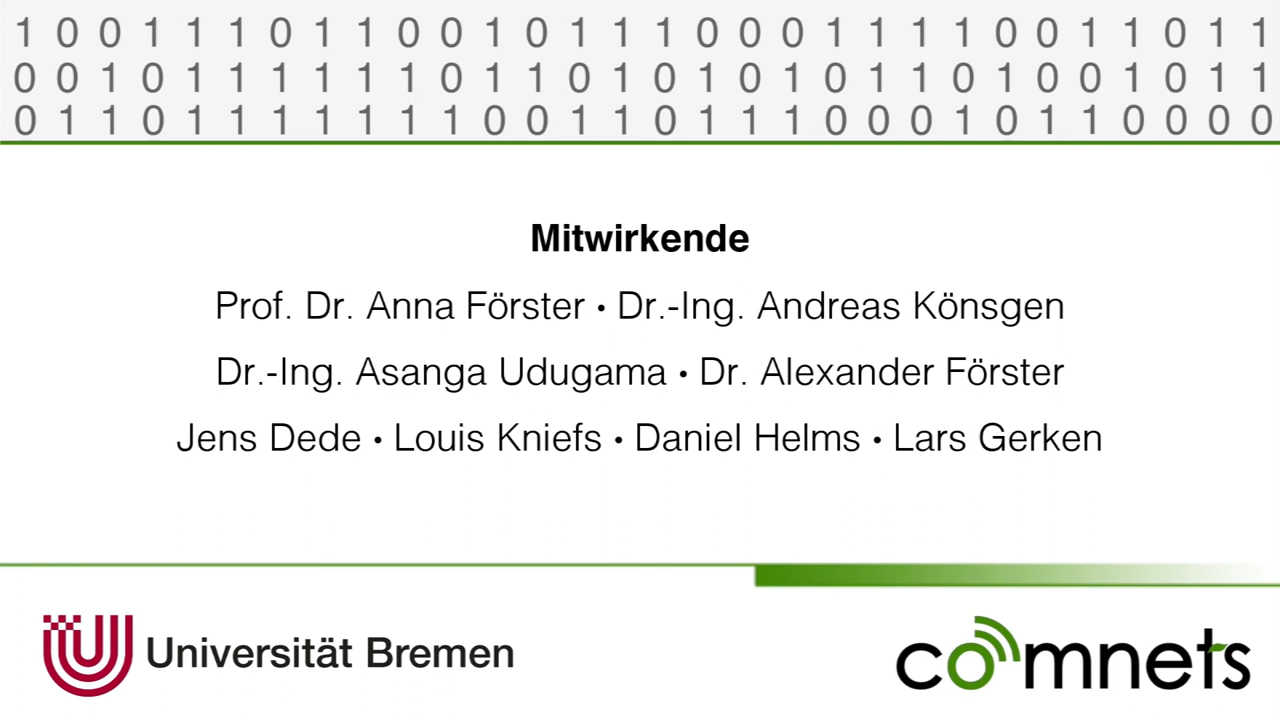 1 0 0 1 1 1 0 1 1 0 0 1 0 1 1 1 0 0 0 1 1 1 1 0 0 1 1 0 1 1
0 0 1 0 1 1 1 1 1 1 0 1 1 0 1 0 1 0 1 0 1 1 0 1 0 0 1 0 1 1
0 1 1 0 1 1 1 1 1 1 1 0 0 1 1 0 1 1 1 0 0 0 1 0 1 1 0 0 0 0
Mitwirkende
Prof. Dr. Anna Förster • Dr.-Ing. Andreas Könsgen
Dr.-Ing. Asanga Udugama • Dr. Alexander Förster
Jens Dede • Louis Kniefs • Daniel Helms • Lars Gerken
Universität Bremen
comnets